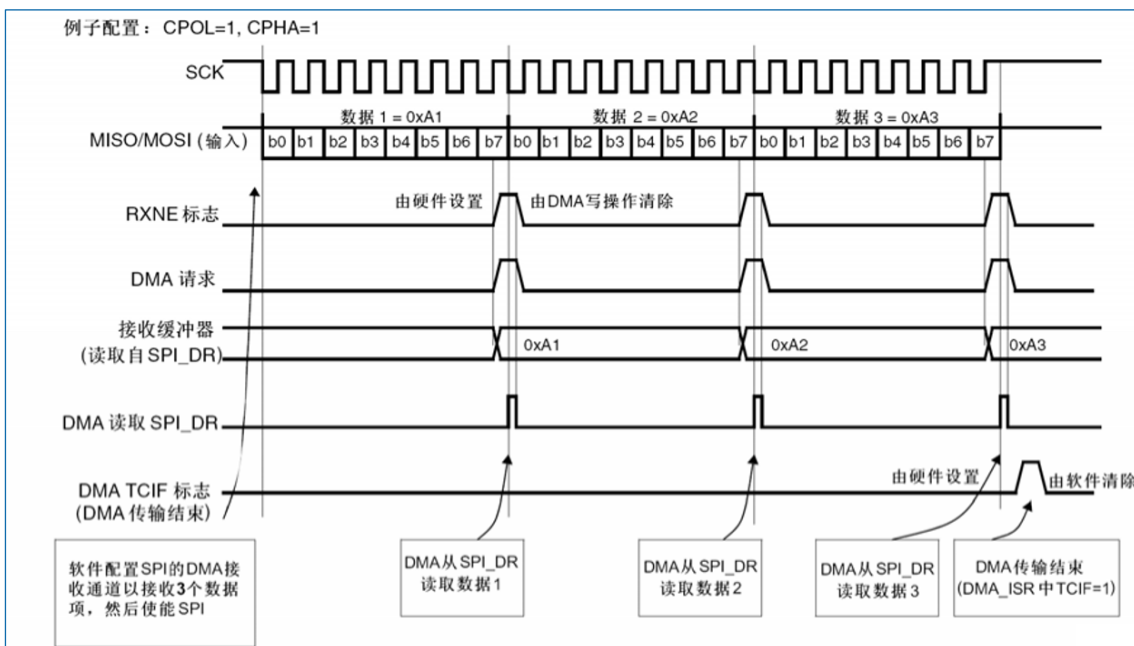 例子配置：CPOL=1, CPHA=1
SCK
数据 1 = 0xA1
数据 2 = 0xA2
数据 3 = 0xA3
MISO/MOSI (输入)
b0 b1 b2 b3 b4 b5 b6 b7 b0 b1 b2 b3 b4 b5 b6 b7 b0 b1 b2 b3 b4 b5 b6 b7
由硬件设置
由DMA写操作清除
RXNE 标志
DMA 请求
接收缓冲器
(读取自SPI_DR)
0xA1
0xA2
0xA3
DMA 读取 SPI_DR
由硬件设置
由软件清除
DMA TCIF 标志
(DMA 传输结束)
软件配置SPI的DMA接
收通道以接收3个数据
项，然后使能SPI
DMA从SPI_DR
读取数据1
DMA从SPI_DR
读取数据2
DMA从SPI_DR
读取数据3
DMA传输结束
(DMA_ISR中TCIF=1)